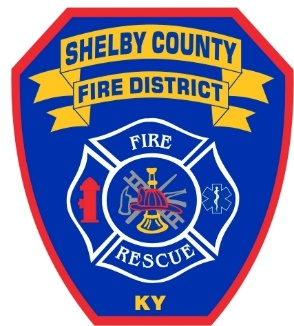 SHELBY COUNTY
FIRE DISTRICT
FIRE
RESCUE
KY